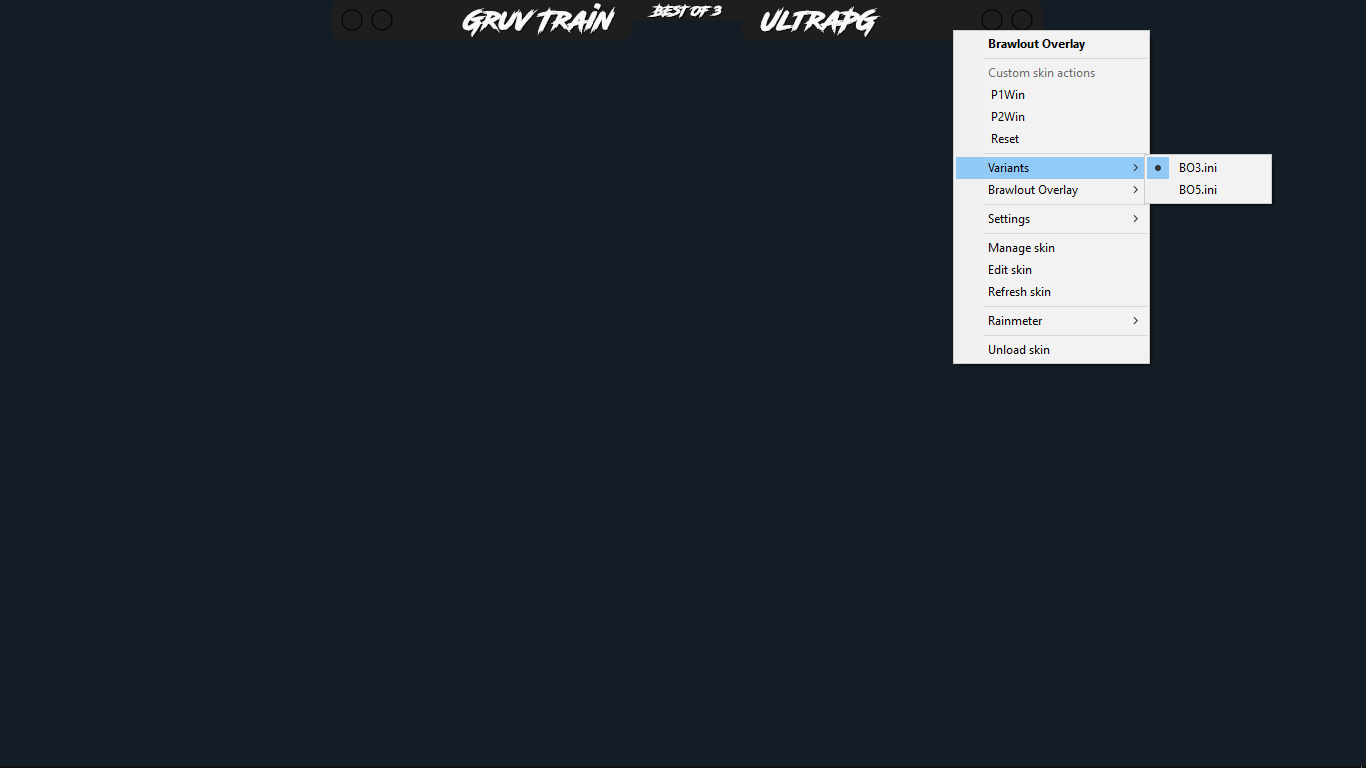 GRUV TRAIN
BEST OF 3
ULTRAPG
Brawlout Overlay
Custom skin actions
P1Win
P2Win
Reset
Variants
BO3.ini
BO5.ini
Brawlout Overlay
Settings
Manage skin
Edit skin
Refresh skin
Rainmeter
Unload skin